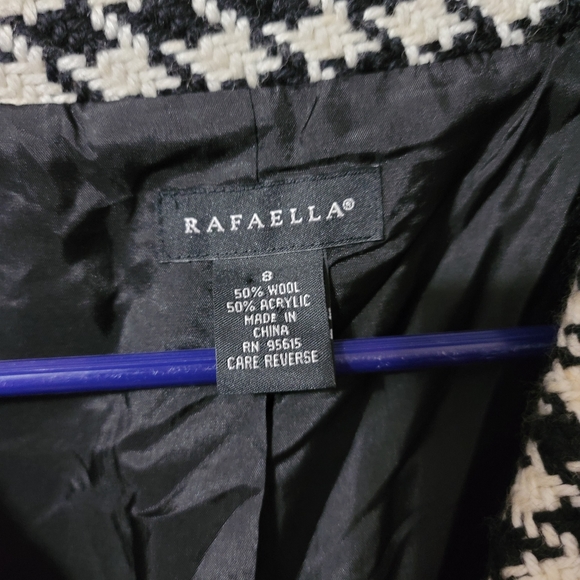 RAFAELLA®
8
50% WOOL
50% ACRYLIC
MADE IN
CHINA
RN 95615
CARE REVERSE